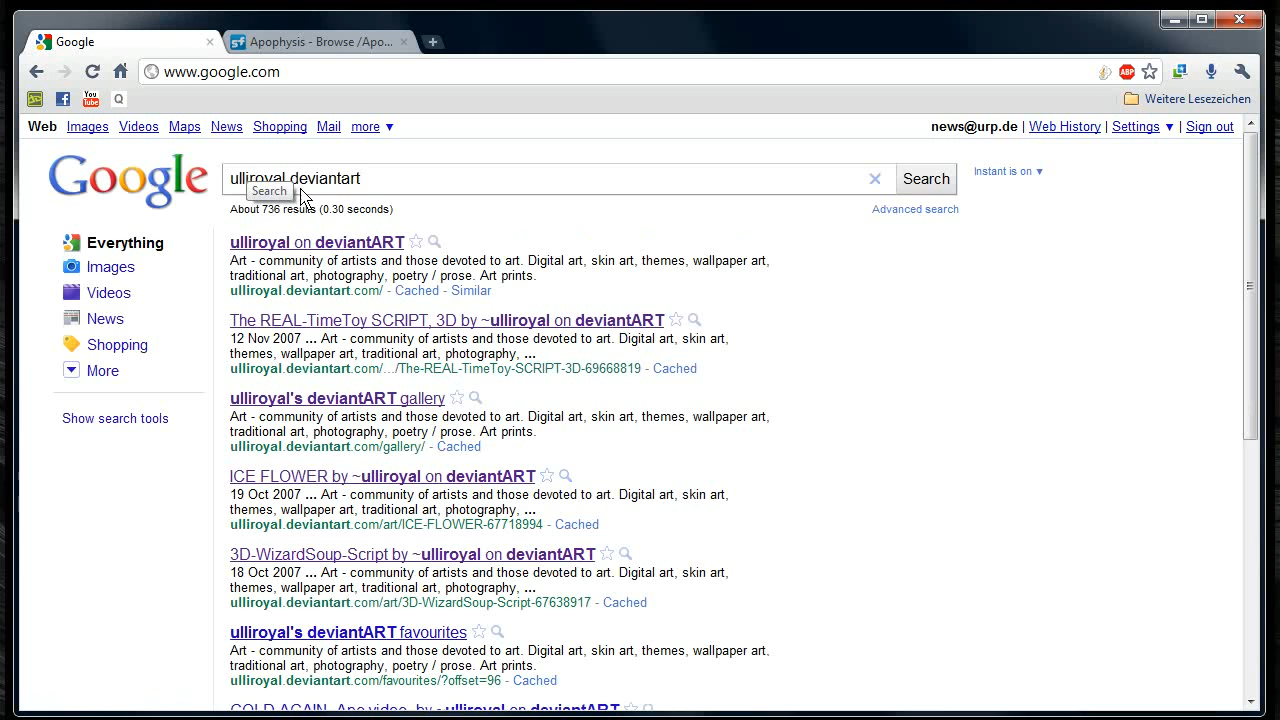 Google
Apophysis - Browse /Apo...
www.google.com
ABP
You Tube
Q
Weitere Lesezeichen
Web Images Videos Maps News Shopping Mail more ▼
news@urp.de | Web History | Settings ▼ | Sign out
Google
ulliroyal deviantart
Search
Search
Instant is on ▼
About 736 results (0.30 seconds)
Advanced search
Everything
Images
Videos
News
Shopping
More
Show search tools
ulliroyal on deviantART
Art - community of artists and those devoted to art. Digital art, skin art, themes, wallpaper art,
traditional art, photography, poetry / prose. Art prints.
ulliroyal.deviantart.com/ - Cached - Similar
The REAL-TimeToy SCRIPT, 3D by ~ulliroyal on deviantART
12 Nov 2007 ... Art - community of artists and those devoted to art. Digital art, skin art,
themes, wallpaper art, traditional art, photography, ...
ulliroyal.deviantart.com/.../The-REAL-TimeToy-SCRIPT-3D-69668819 - Cached
ulliroyal's deviantART gallery
Art - community of artists and those devoted to art. Digital art, skin art, themes, wallpaper art,
traditional art, photography, poetry / prose. Art prints.
ulliroyal.deviantart.com/gallery/ - Cached
ICE FLOWER by ~ulliroyal on deviantART
19 Oct 2007 ... Art - community of artists and those devoted to art. Digital art, skin art,
themes, wallpaper art, traditional art, photography, ...
ulliroyal.deviantart.com/art/ICE-FLOWER-67718994 - Cached
3D-WizardSoup-Script by ~ulliroyal on deviantART
18 Oct 2007 ... Art - community of artists and those devoted to art. Digital art, skin art,
themes, wallpaper art, traditional art, photography, ...
ulliroyal.deviantart.com/art/3D-WizardSoup-Script-67638917 - Cached
ulliroyal's deviantART favourites
Art - community of artists and those devoted to art. Digital art, skin art, themes, wallpaper art,
traditional art, photography, poetry / prose. Art prints.
ulliroyal.deviantart.com/favourites/?offset=96 - Cached
GOLD AGAIN, Apo video, by ~ulliroyal on deviantART